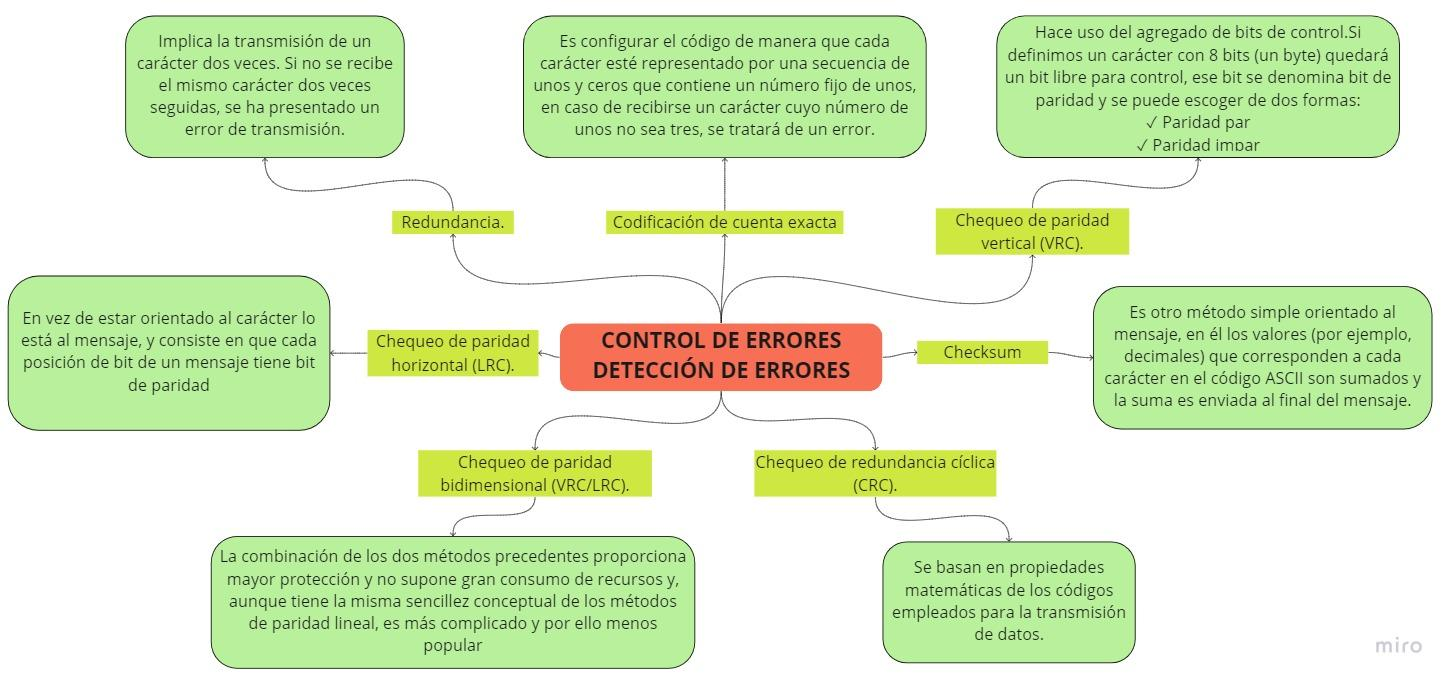 Implica la transmisión de un
carácter dos veces. Si no se recibe
el mismo carácter dos veces
seguidas, se ha presentado un
error de transmisión.
Es configurar el código de manera que cada
carácter esté representado por una secuencia de
unos y ceros que contiene un número fijo de unos,
en caso de recibirse un carácter cuyo número de
unos no sea tres, se tratará de un error.
Hace uso del agregado de bits de control.Si
definimos un carácter con 8 bits (un byte) quedará
un bit libre para control, ese bit se denomina bit de
paridad y se puede escoger de dos formas:
✓ Paridad par
✓ Paridad impar
Redundancia.
Codificación de cuenta exacta
Chequeo de paridad
vertical (VRC).
En vez de estar orientado al carácter lo
está al mensaje, y consiste en que cada
posición de bit de un mensaje tiene bit
de paridad
Chequeo de paridad
horizontal (LRC).
CONTROL DE ERRORES
DETECCIÓN DE ERRORES
Checksum
Es otro método simple orientado al
mensaje, en él los valores (por ejemplo,
decimales) que corresponden a cada
carácter en el código ASCII son sumados y
la suma es enviada al final del mensaje.
Chequeo de paridad
bidimensional (VRC/LRC).
Chequeo de redundancia cíclica
(CRC).
La combinación de los dos métodos precedentes proporciona
mayor protección y no supone gran consumo de recursos y,
aunque tiene la misma sencillez conceptual de los métodos
de paridad lineal, es más complicado y por ello menos
popular
Se basan en propiedades
matemáticas de los códigos
empleados para la transmisión
de datos.
miro